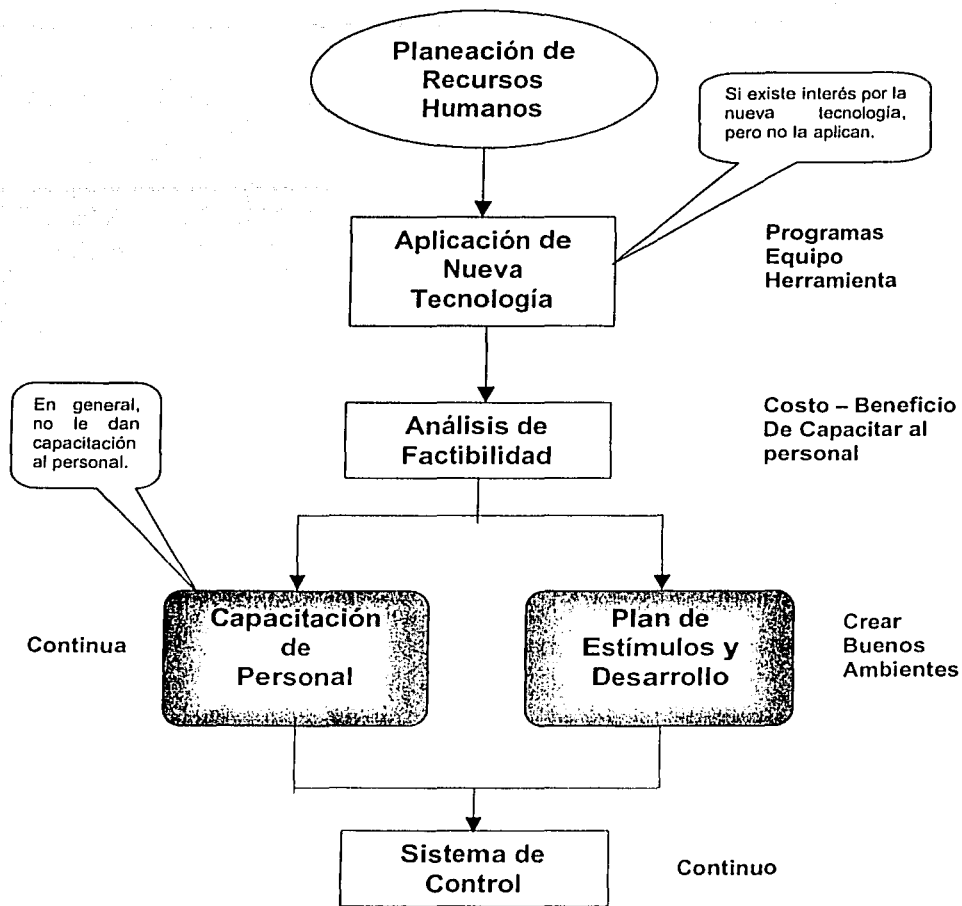 Planeación de
Recursos
Humanos
Si existe interés por la
nueva tecnología,
pero no la aplican.
Aplicación de
Nueva
Tecnología
Programas
Equipo
Herramienta
En general,
no le dan
capacitación
al personal.
Análisis de
Factibilidad
Costo – Beneficio
De Capacitar al
personal
Continua
Capacitación
de
Personal
Plan de
Estímulos y
Desarrollo
Crear
Buenos
Ambientes
Sistema de
Control
Continuo